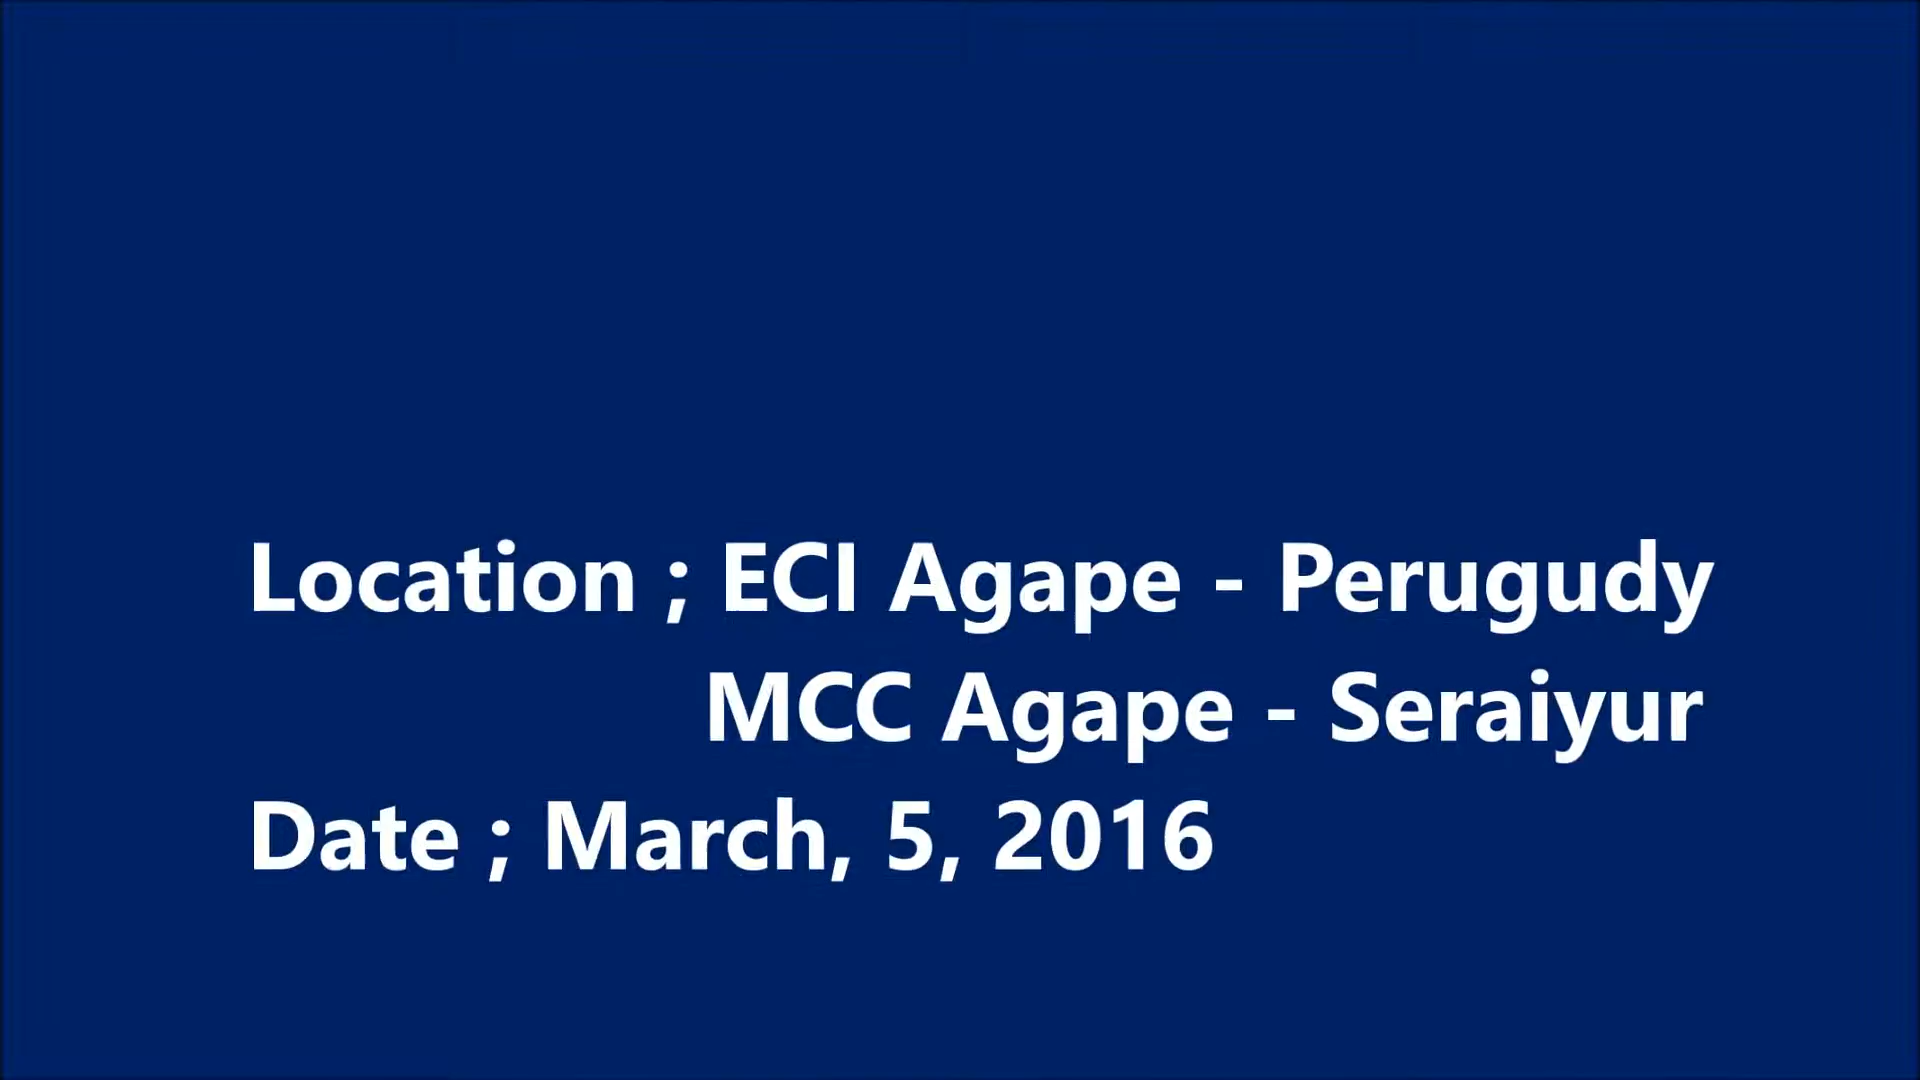 Location ; ECI Agape - Perugudy
MCC Agape - Seraiyur
Date ; March, 5, 2016